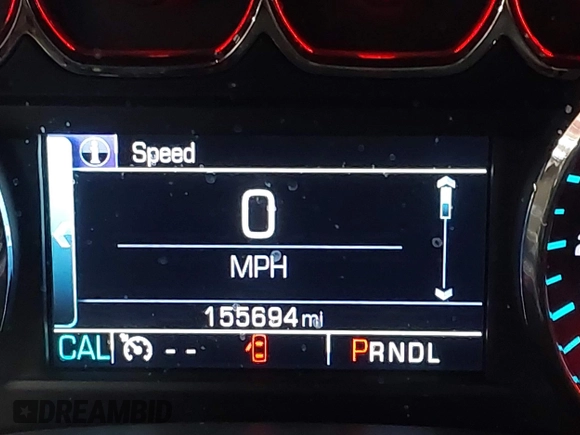 Speed
0
MPH
155694 mi
CAL -- PRNDL
DREAMBID